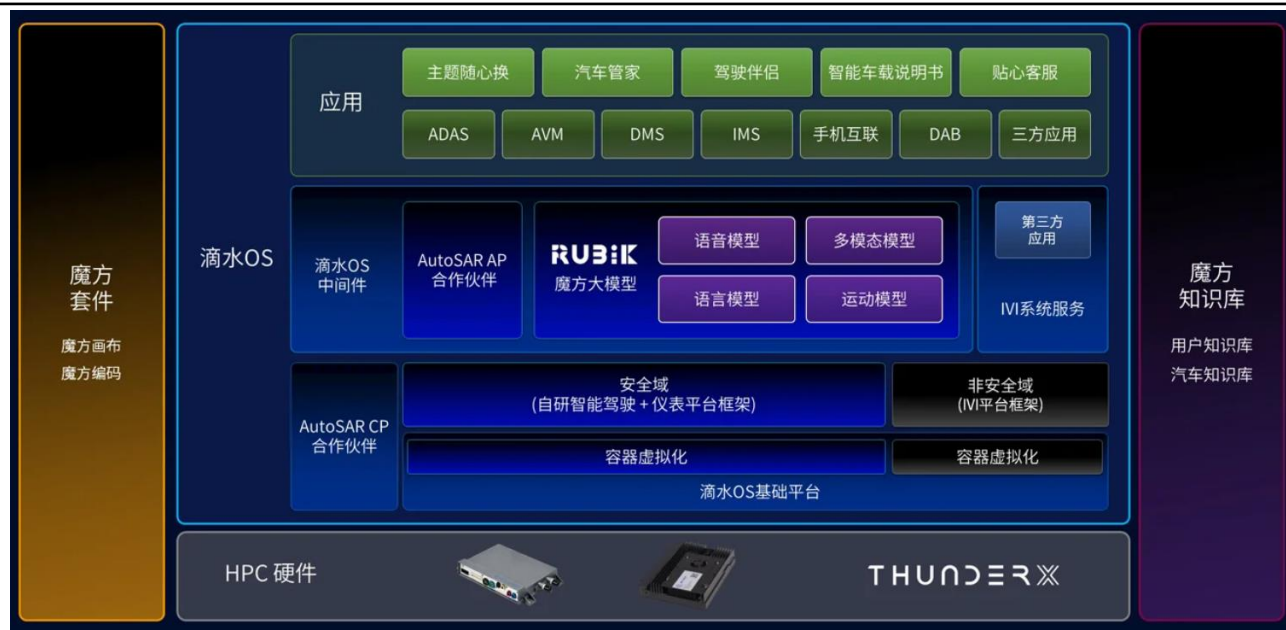 魔方
套件
魔方画布
魔方编码
滴水OS
应用
主题随心换
汽车管家
驾驶伴侣
智能车载说明书
贴心客服
ADAS
AVM
DMS
IMS
手机互联
DAB
三方应用
滴水OS
中间件
AutoSAR AP
合作伙伴
RUBIK
魔方大模型
语音模型
多模态模型
语言模型
运动模型
第三方
应用
IVI系统服务
AutoSAR CP
合作伙伴
安全域
(自研智能驾驶 + 仪表平台框架)
非安全域
(IVI平台框架)
容器虚拟化
容器虚拟化
滴水OS基础平台
HPC 硬件
THUNDERX
魔方
知识库
用户知识库
汽车知识库